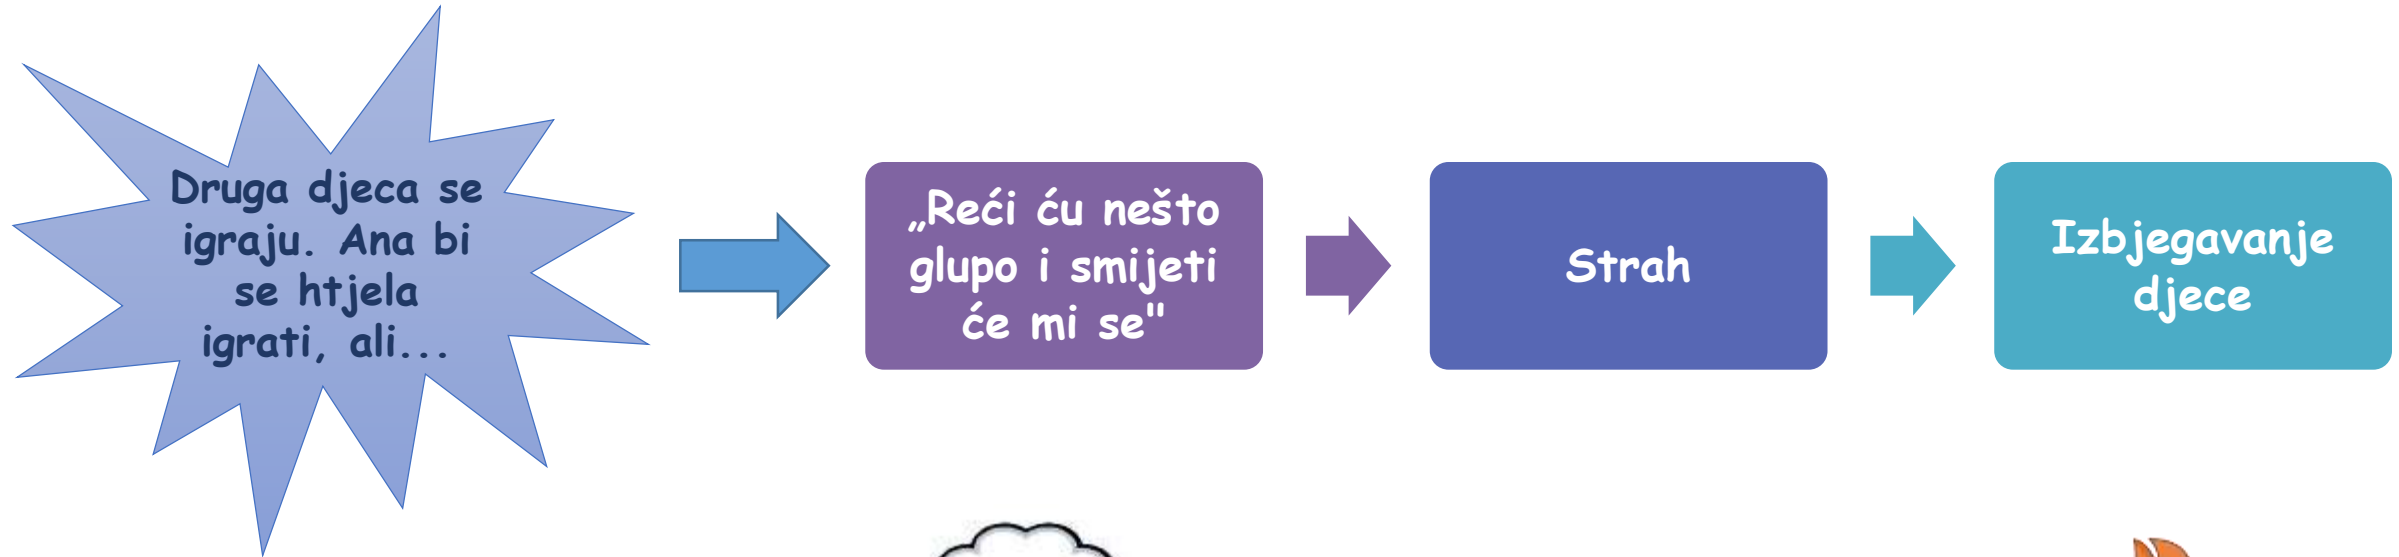 Druga djeca se
igraju. Ana bi
se htjela
igrati, ali...
„Reći ću nešto
glupo i smijeti
će mi se"
Strah
Izbjegavanje
djece